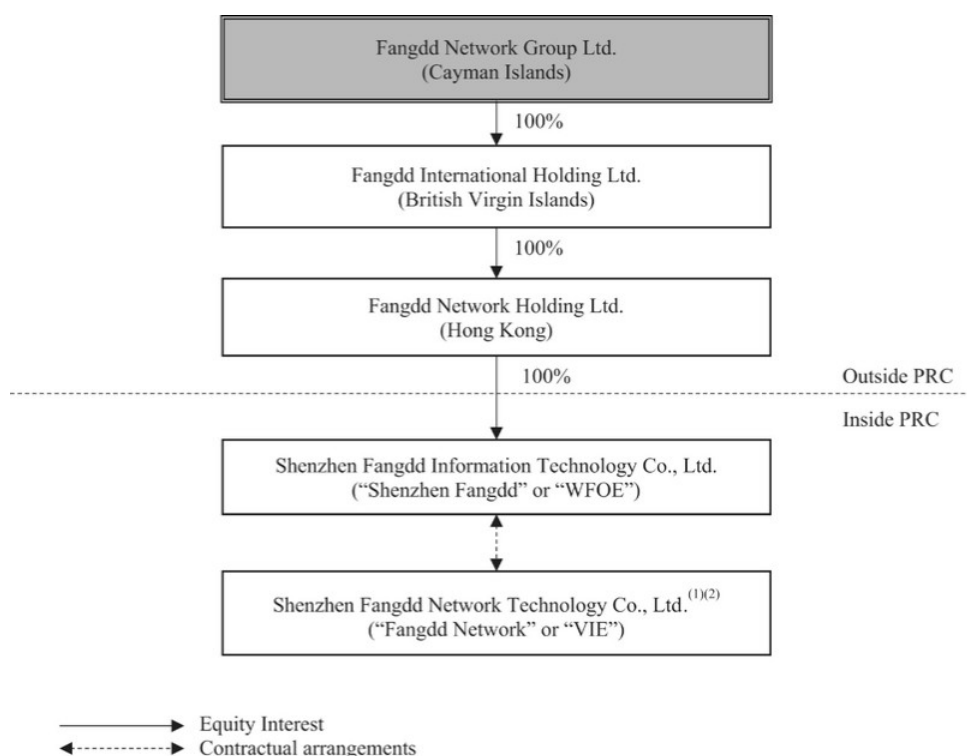 Fangdd Network Group Ltd.
(Cayman Islands)
100%
Fangdd International Holding Ltd.
(British Virgin Islands)
100%
Fangdd Network Holding Ltd.
(Hong Kong)
100%
Outside PRC
Inside PRC
Shenzhen Fangdd Information Technology Co., Ltd.
(“Shenzhen Fangdd” or “WFOE”)
Shenzhen Fangdd Network Technology Co., Ltd.(1)(2)
(“Fangdd Network” or “VIE”)
Equity Interest
Contractual arrangements